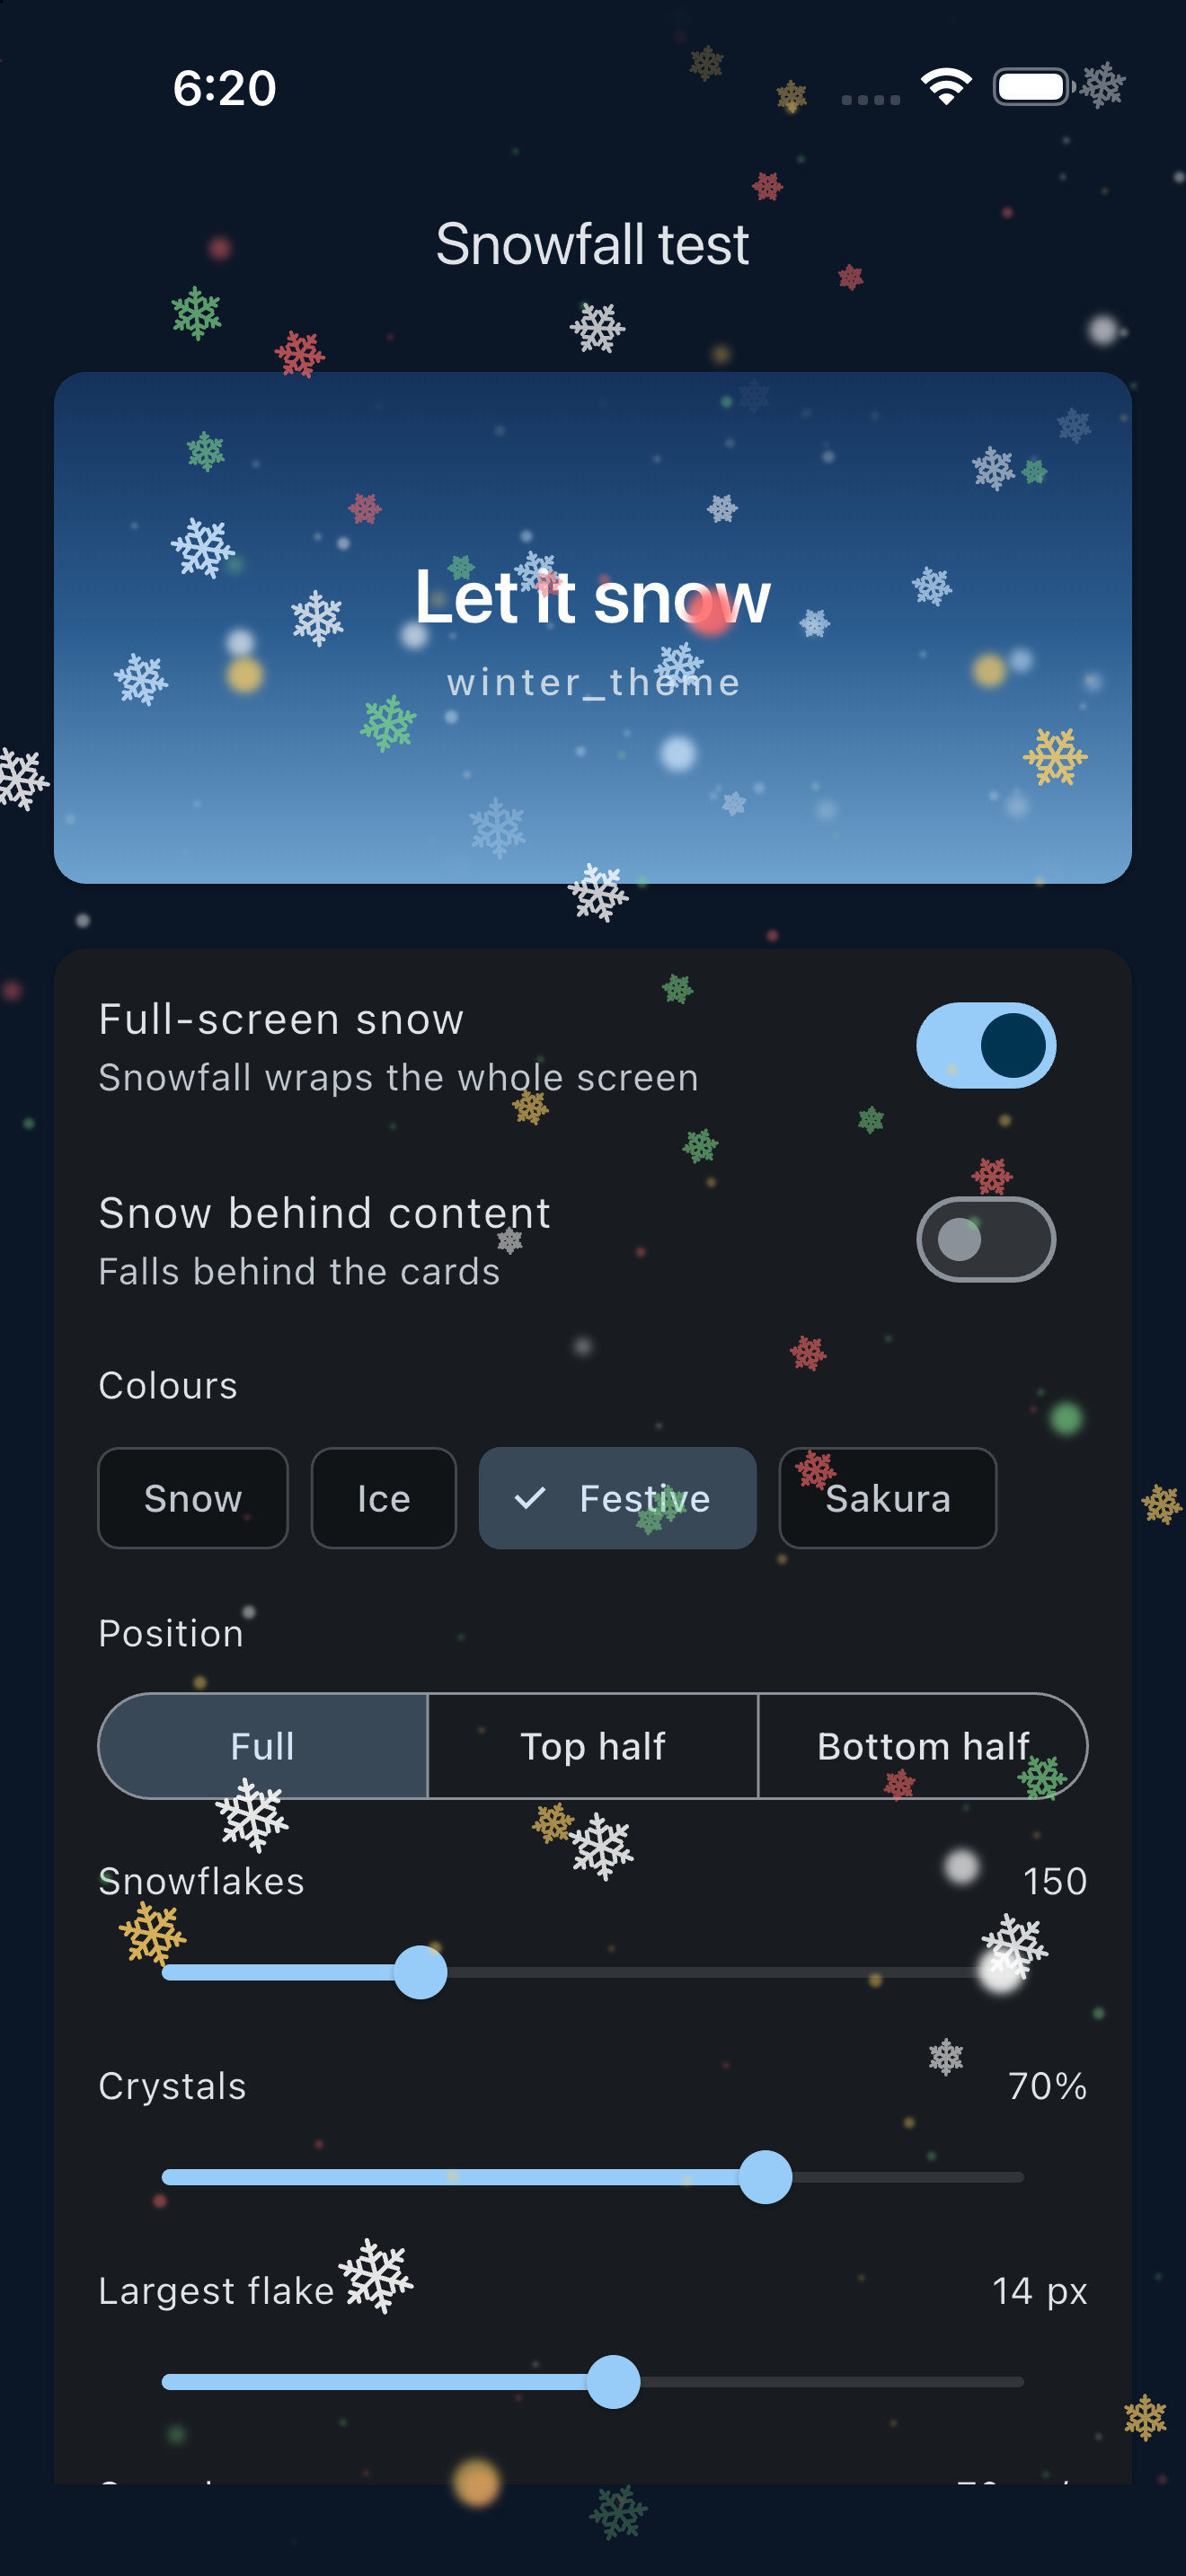 6:20
Snowfall test
Let it snow
winter_theme
Full-screen snow
Snowfall wraps the whole screen
Snow behind content
Falls behind the cards
Colours
Snow
Ice
Festive
Sakura
Position
Full
Top half
Bottom half
Snowflakes
150
Crystals
70%
Largest flake
14 px